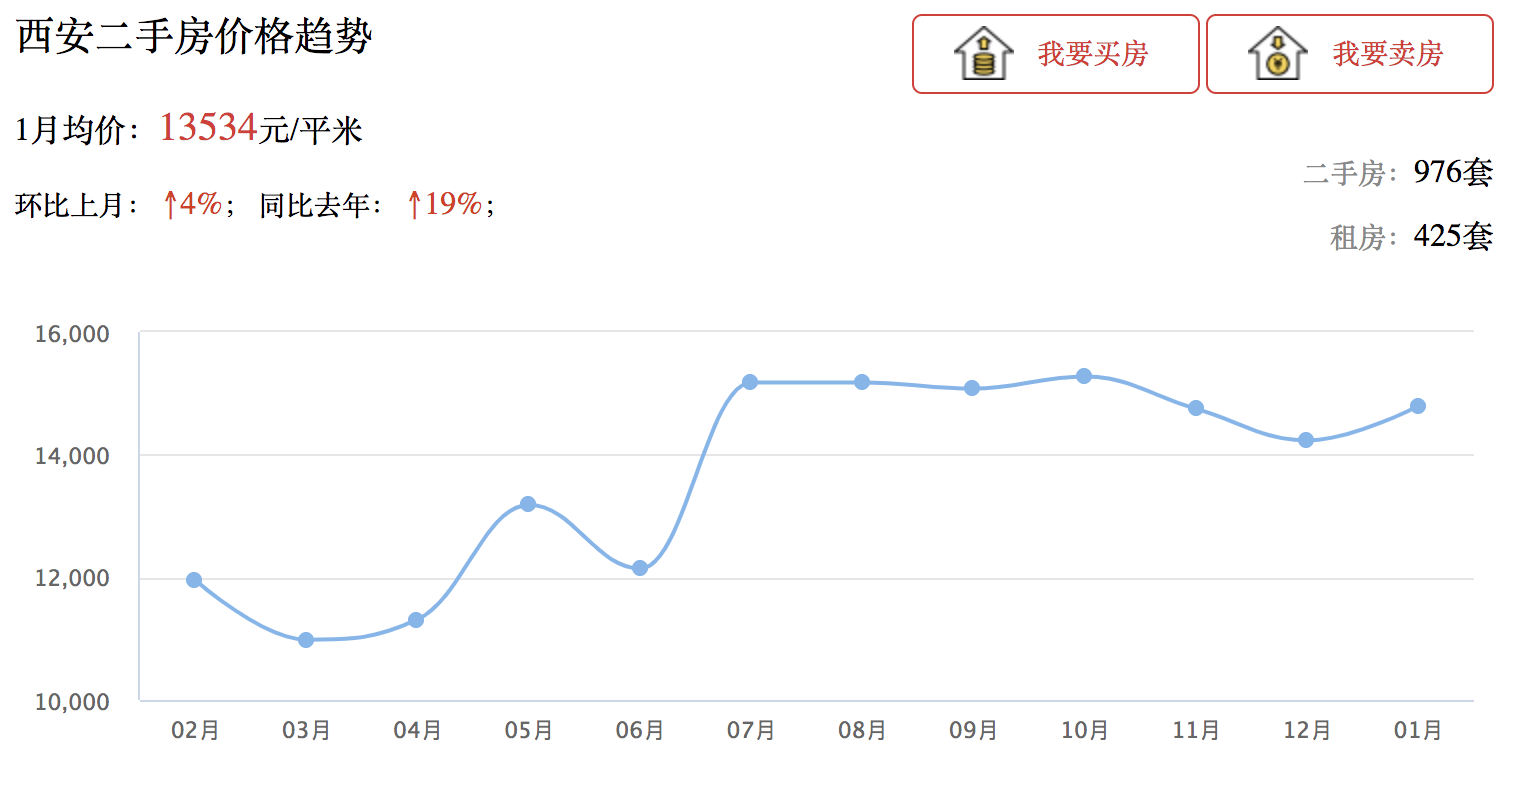 西安二手房价格趋势
我要买房
我要卖房
1月均价：13534元/平米
二手房：976套
环比上月：↑4%； 同比去年：↑19%；
租房：425套
16,000
14,000
12,000
10,000
02月 03月 04月 05月 06月 07月 08月 09月 10月 11月 12月 01月